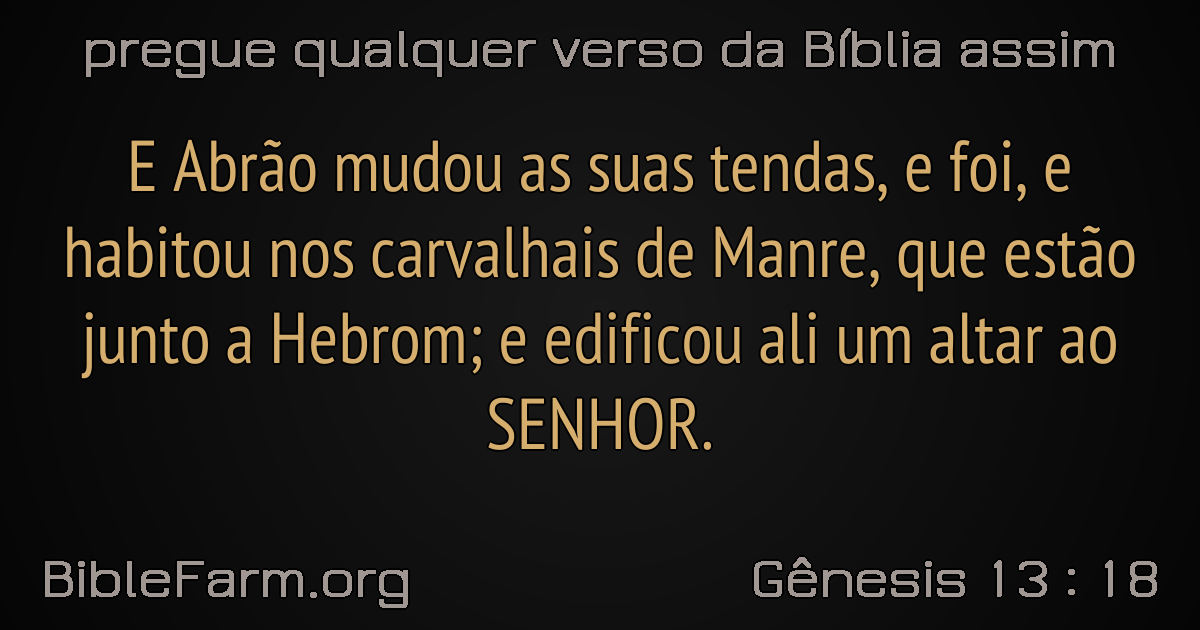 pregue qualquer verso da Bíblia assim
E Abrão mudou as suas tendas, e foi, e
habitou nos carvalhais de Manre, que estão
junto a Hebrom; e edificou ali um altar ao
SENHOR.
BibleFarm.org
Gênesis 13 : 18